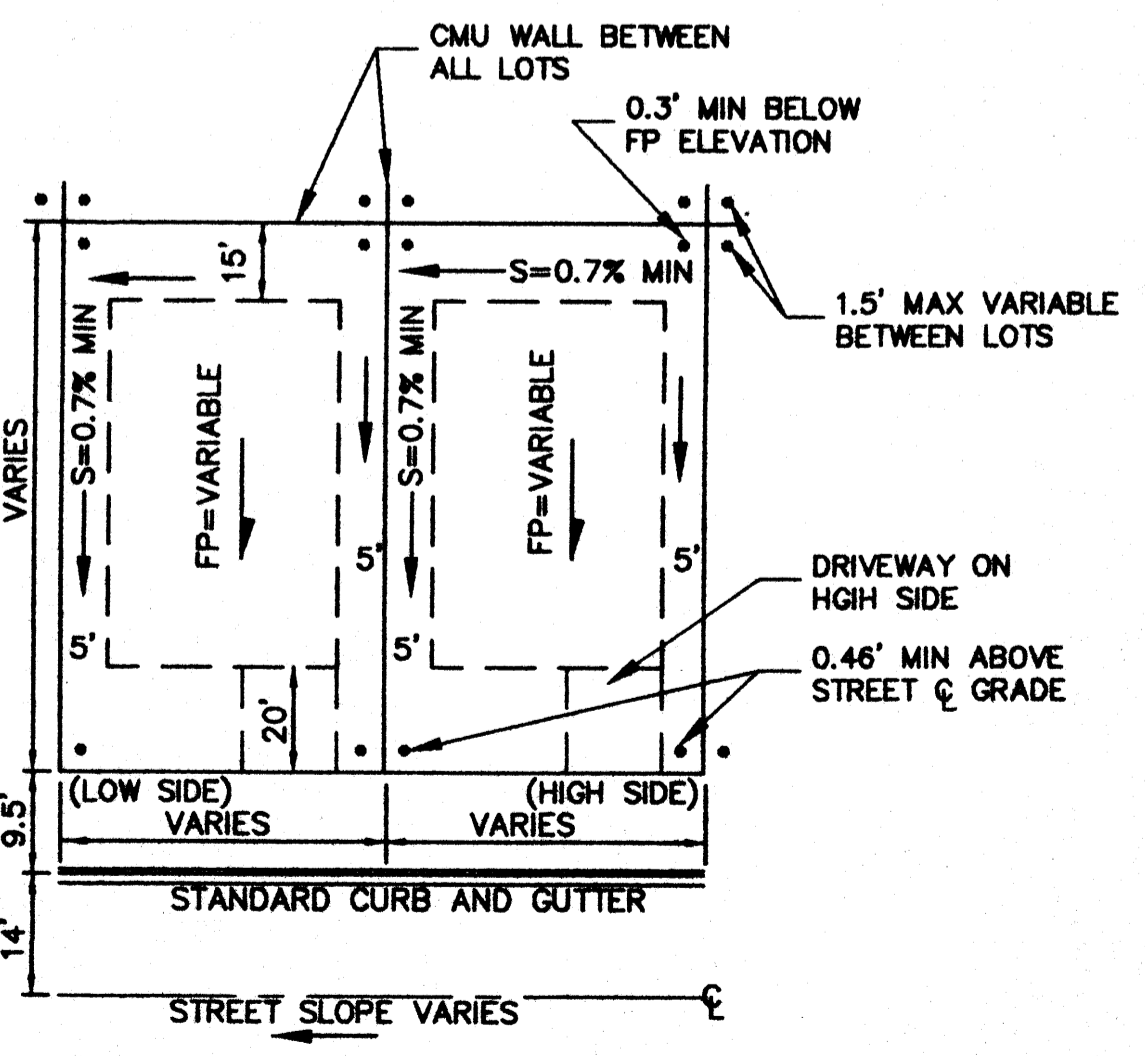 CMU WALL BETWEEN
ALL LOTS
0.3' MIN BELOW
FP ELEVATION
15'
S=0.7% MIN
1.5' MAX VARIABLE
BETWEEN LOTS
S=0.7% MIN
FP=VARIABLE
S=0.7% MIN
FP=VARIABLE
VARIES
5'
5'
DRIVEWAY ON
HGIH SIDE
5'
5'
0.46' MIN ABOVE
STREET ℄ GRADE
20'
(LOW SIDE)
(HIGH SIDE)
VARIES
VARIES
9.5'
STANDARD CURB AND GUTTER
14'
STREET SLOPE VARIES
℄